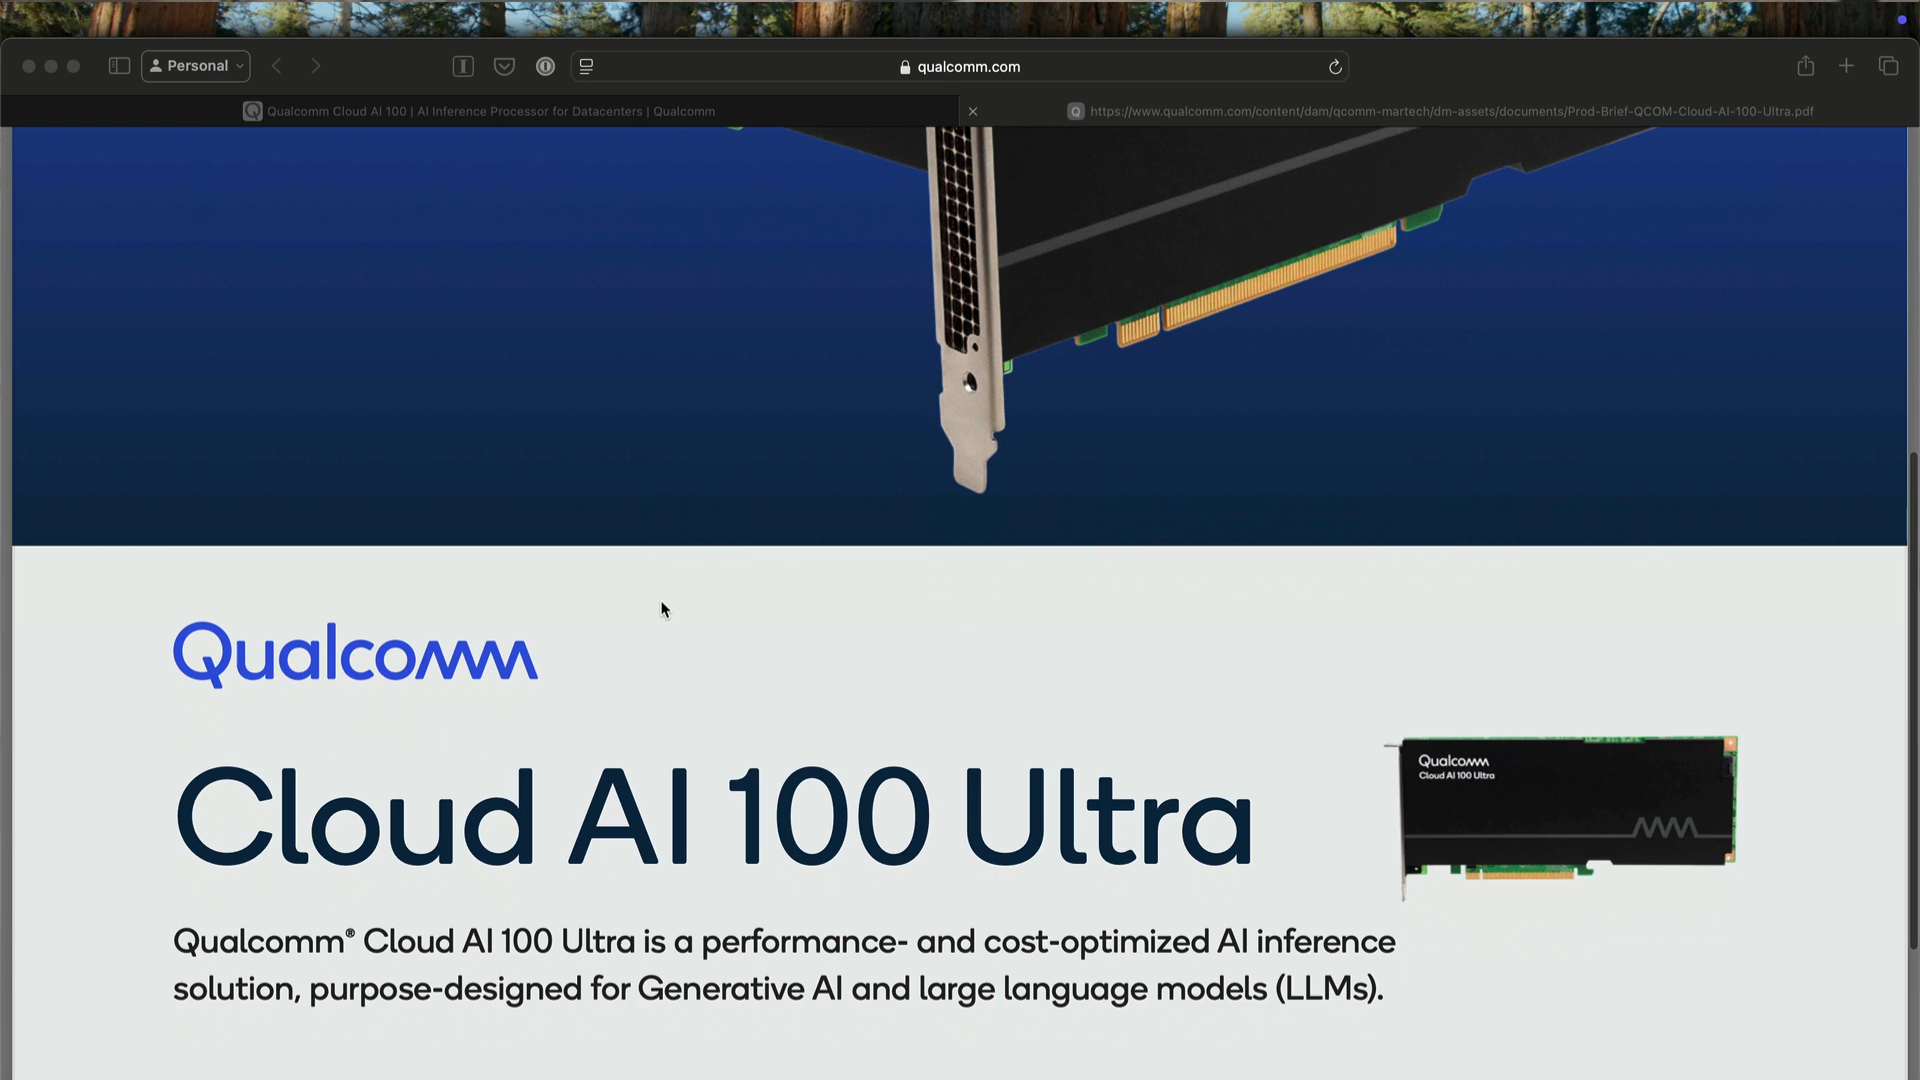 Personal
qualcomm.com
Qualcomm Cloud AI 100 | AI Inference Processor for Datacenters | Qualcomm
https://www.qualcomm.com/content/dam/qcomm-martech/dm-assets/documents/Prod-Brief-QCOM-Cloud-AI-100-Ultra.pdf
Qualcomm
Cloud AI 100 Ultra
Qualcomm
Cloud AI 100 Ultra
Qualcomm® Cloud AI 100 Ultra is a performance- and cost-optimized AI inference
solution, purpose-designed for Generative AI and large language models (LLMs).